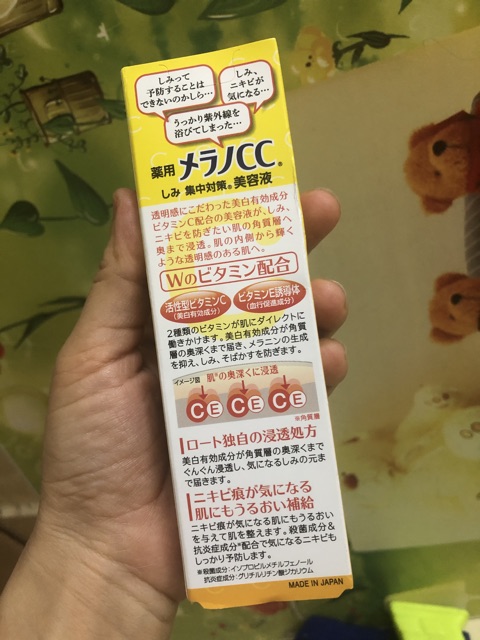 しみって
予防することは
できないのかしら…
しみ、
ニキビが
気になる…
うっかり紫外線を
浴びてしまった…
薬用 メラノCC®
しみ 集中対策®美容液
透明感にこだわった美白有効成分
ビタミンC配合の美容液が、しみ、
ニキビを防ぎたい肌の角質層へ
奥まで浸透。肌の内側から輝く
ような透明感のある肌へ。
Wのビタミン配合
活性型ビタミンC
(美白有効成分)
ビタミンE誘導体
(血行促進成分)
2種類のビタミンが肌にダイレクトに
働きかけます。美白有効成分が角質
層の奥深くまで届き、メラニンの生成
を抑え、しみ、そばかすを防ぎます。
イメージ図 肌※の奥深くに浸透
C E C E C E
※角質層
ロート独自の浸透処方
美白有効成分が角質層の奥深くまで
ぐんぐん浸透し、気になるしみの元ま
で届きます。
ニキビ痕が気になる
肌にもうるおい補給
ニキビ痕が気になる肌にもうるおい
を与えて肌を整えます。殺菌成分&
抗炎症成分*配合で気になるニキビも
しっかり予防します。
*殺菌成分:イソプロピルメチルフェノール
抗炎症成分:グリチルリチン酸ジカリウム
MADE IN JAPAN